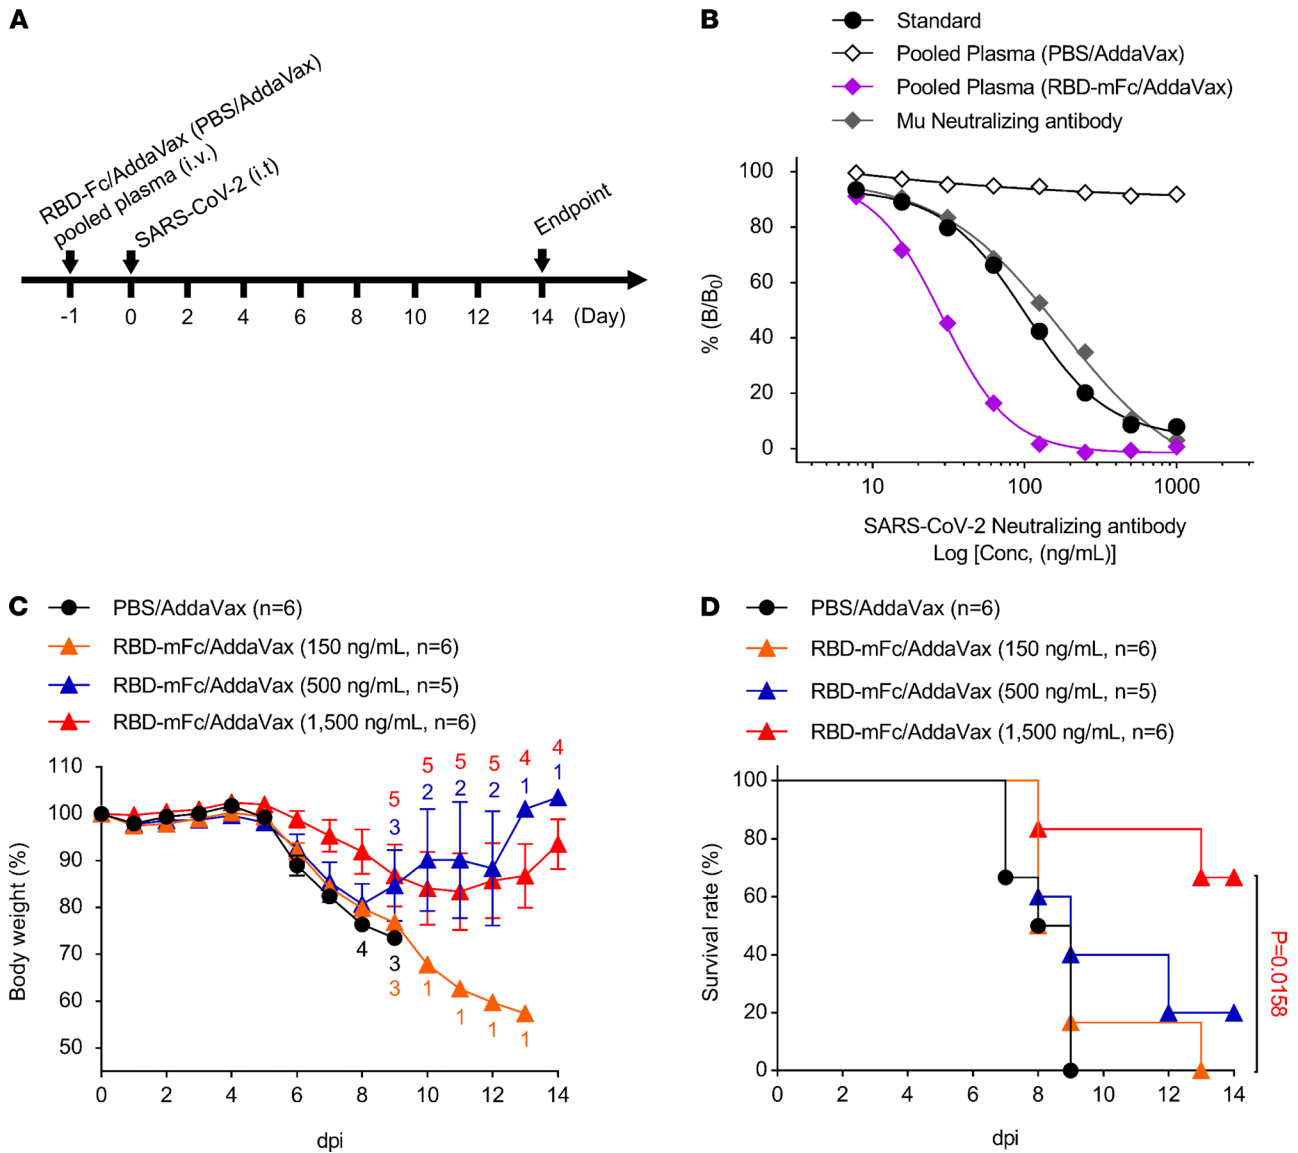 A
RBD-Fc/AddaVax (PBS/AddaVax)
pooled plasma (i.v.)
SARS-CoV-2 (i.t)
Endpoint
-1 0 2 4 6 8 10 12 14 (Day)
B
Standard
Pooled Plasma (PBS/AddaVax)
Pooled Plasma (RBD-mFc/AddaVax)
Mu Neutralizing antibody
% (B/B0)
100
80
60
40
20
0
10 100 1000
SARS-CoV-2 Neutralizing antibody
Log [Conc, (ng/mL)]
C
PBS/AddaVax (n=6)
RBD-mFc/AddaVax (150 ng/mL, n=6)
RBD-mFc/AddaVax (500 ng/mL, n=5)
RBD-mFc/AddaVax (1,500 ng/mL, n=6)
Body weight (%)
110
100
90
80
70
60
50
5 5 5 5 4 4
3 2 2 2 1 1
4 3
3 1 1 1 1
0 2 4 6 8 10 12 14
dpi
D
PBS/AddaVax (n=6)
RBD-mFc/AddaVax (150 ng/mL, n=6)
RBD-mFc/AddaVax (500 ng/mL, n=5)
RBD-mFc/AddaVax (1,500 ng/mL, n=6)
Survival rate (%)
100
80
60
40
20
0
P=0.0158
0 2 4 6 8 10 12 14
dpi